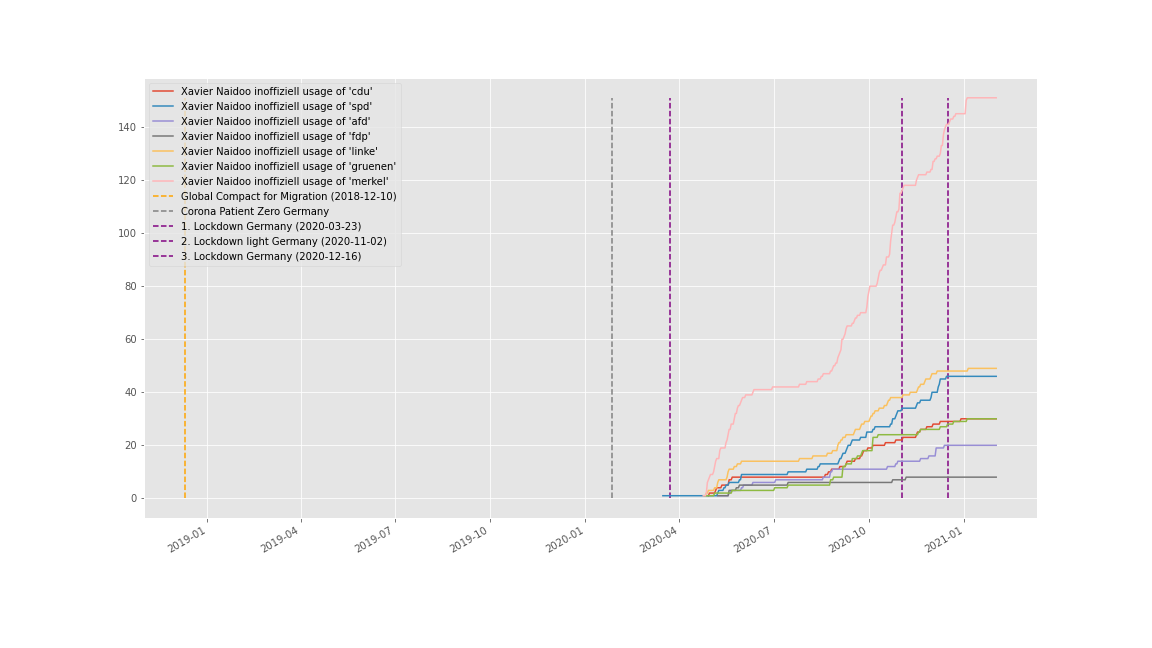 Xavier Naidoo inoffiziell usage of 'cdu'
Xavier Naidoo inoffiziell usage of 'spd'
Xavier Naidoo inoffiziell usage of 'afd'
Xavier Naidoo inoffiziell usage of 'fdp'
Xavier Naidoo inoffiziell usage of 'linke'
Xavier Naidoo inoffiziell usage of 'gruenen'
Xavier Naidoo inoffiziell usage of 'merkel'
Global Compact for Migration (2018-12-10)
Corona Patient Zero Germany
1. Lockdown Germany (2020-03-23)
2. Lockdown light Germany (2020-11-02)
3. Lockdown Germany (2020-12-16)
140
120
100
80
60
40
20
0
2019-01
2019-04
2019-07
2019-10
2020-01
2020-04
2020-07
2020-10
2021-01